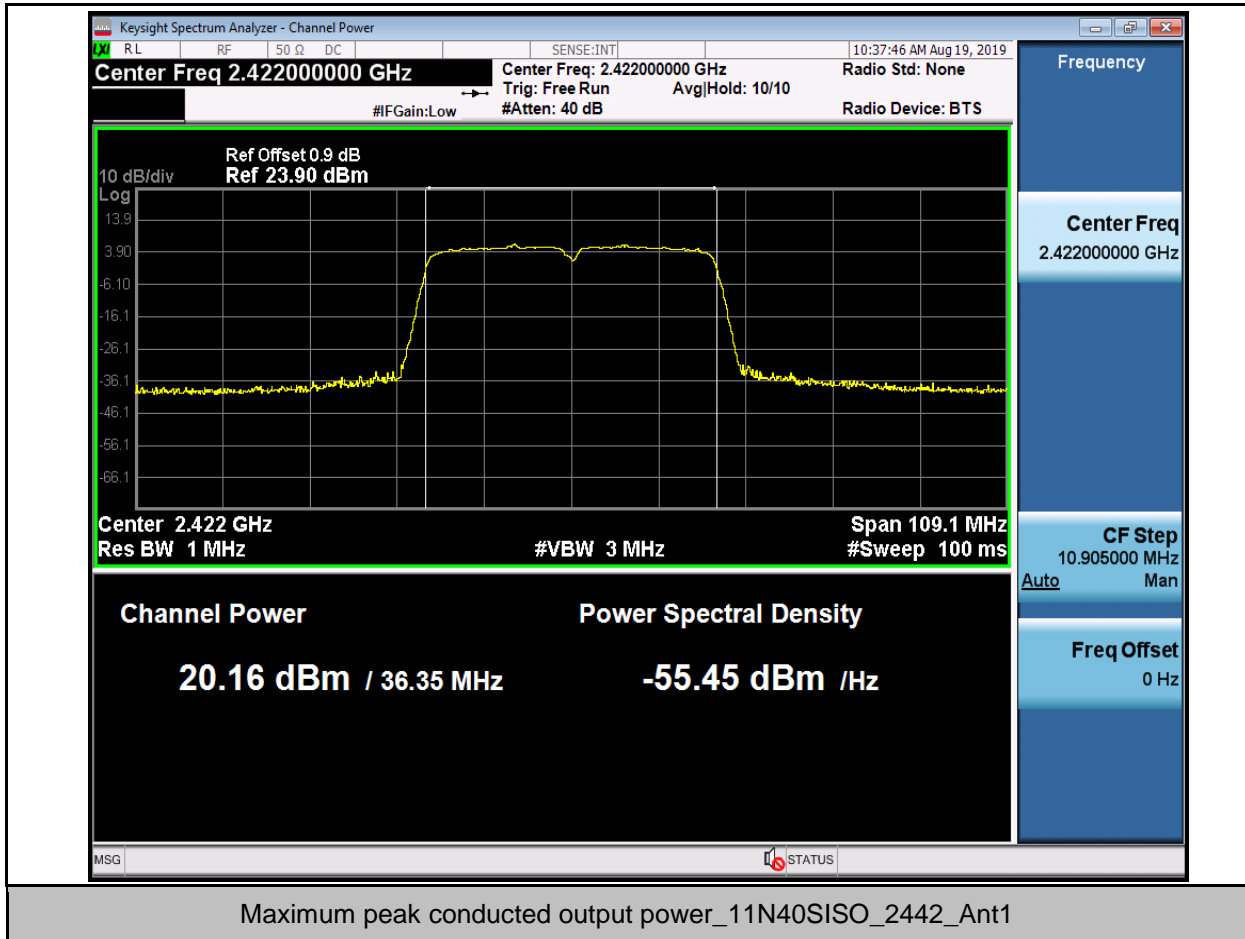 Keysight Spectrum Analyzer - Channel Power
LXI RL RF 50 Ω DC SENSE:INT 10:37:46 AM Aug 19, 2019
Center Freq 2.422000000 GHz
#IFGain:Low
Center Freq: 2.422000000 GHz
Trig: Free Run Avg|Hold: 10/10
#Atten: 40 dB
Radio Std: None
Radio Device: BTS
Ref Offset 0.9 dB
10 dB/div Ref 23.90 dBm
Log
13.9
3.90
-6.10
-16.1
-26.1
-36.1
-46.1
-56.1
-66.1
Center 2.422 GHz Span 109.1 MHz
Res BW 1 MHz #VBW 3 MHz #Sweep 100 ms
Channel Power Power Spectral Density
20.16 dBm / 36.35 MHz -55.45 dBm /Hz
Frequency
Center Freq
2.422000000 GHz
CF Step
10.905000 MHz
Auto Man
Freq Offset
0 Hz
MSG STATUS
Maximum peak conducted output power_11N40SISO_2442_Ant1